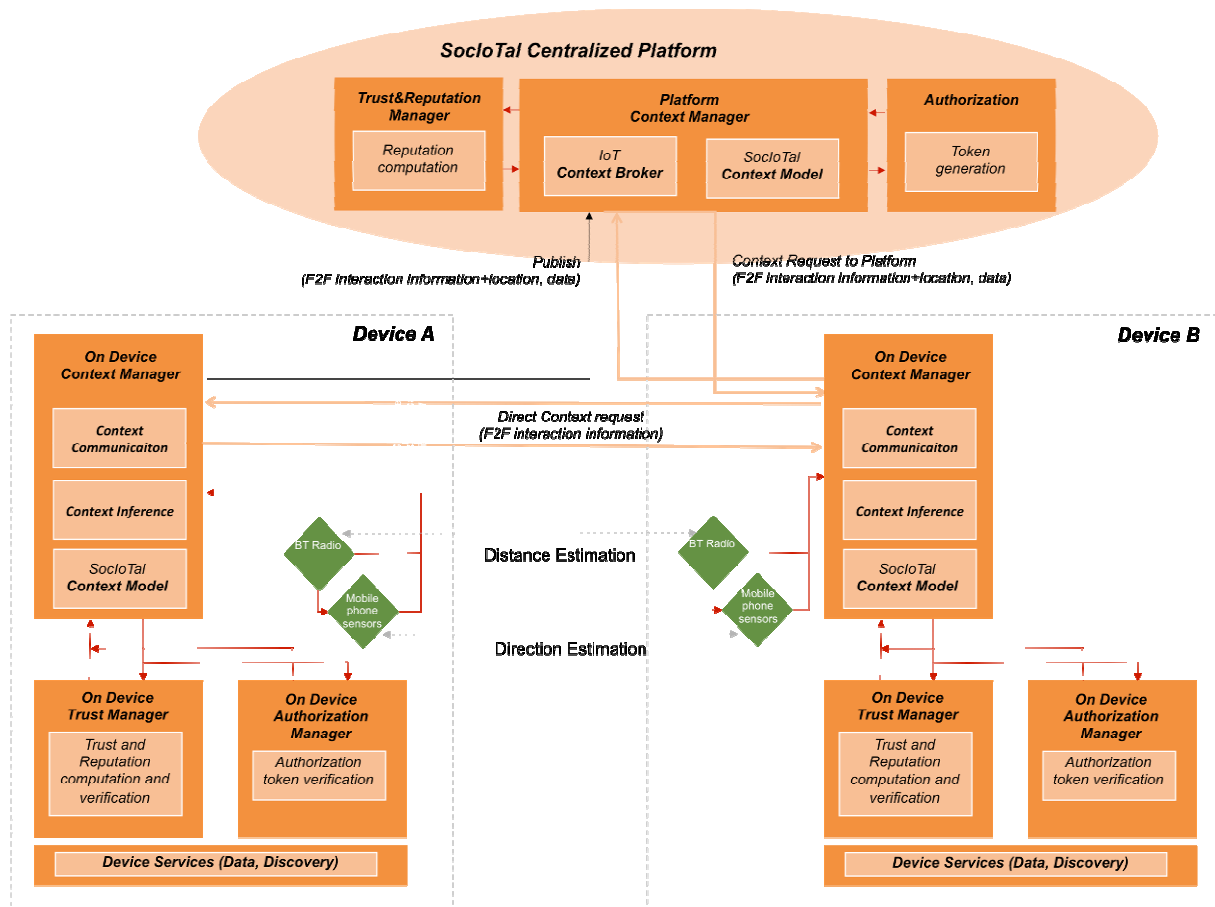 SocIoTal Centralized Platform
Trust&Reputation
Manager
Reputation
computation
Platform
Context Manager
IoT
Context Broker
SocIoTal
Context Model
Authorization
Token
generation
Publish
(F2F interaction information+location, data)
Context Request to Platform
(F2F interaction information+location, data)
Device A
On Device
Context Manager
Context
Communicaiton
Context Inference
SocIoTal
Context Model
BT Radio
Mobile
phone
sensors
On Device
Trust Manager
Trust and
Reputation
computation and
verification
On Device
Authorization
Manager
Authorization
token verification
Device Services (Data, Discovery)
Direct Context request
(F2F interaction information)
Distance Estimation
Direction Estimation
Device B
On Device
Context Manager
Context
Communicaiton
Context Inference
SocIoTal
Context Model
BT Radio
Mobile
phone
sensors
On Device
Trust Manager
Trust and
Reputation
computation and
verification
On Device
Authorization
Manager
Authorization
token verification
Device Services (Data, Discovery)